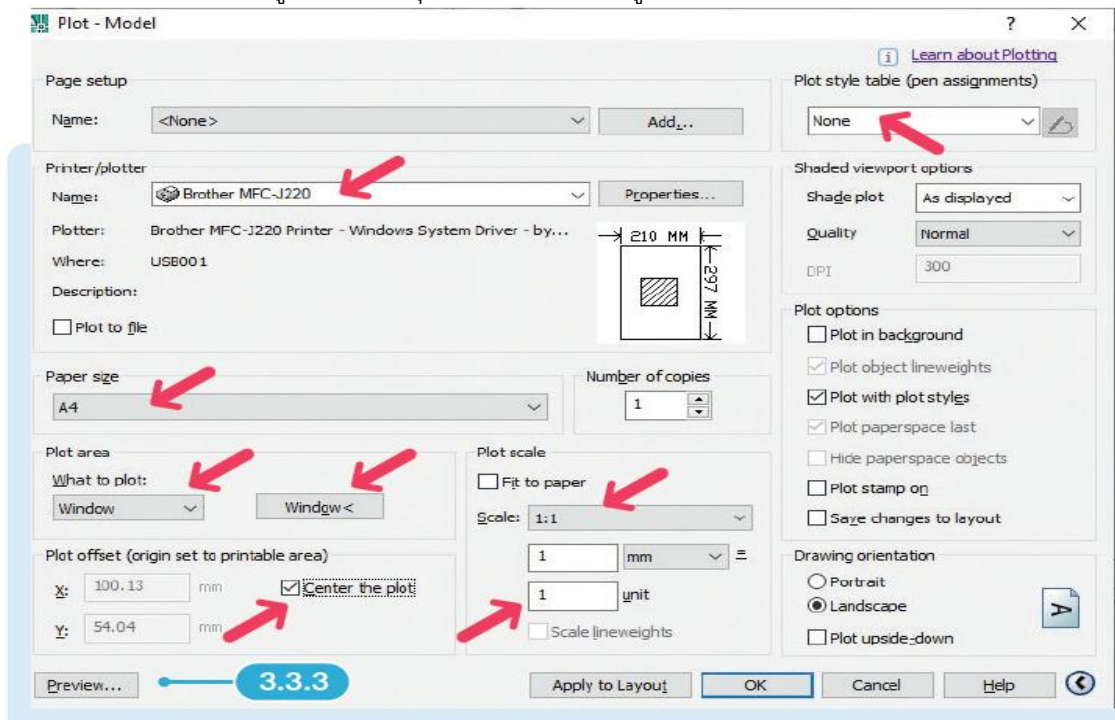 Plot - Model
? X
i Learn about Plotting
Page setup
Name: <None> Add...
Plot style table (pen assignments)
None
Printer/plotter
Name: Brother MFC-J220 Properties...
Plotter: Brother MFC-J220 Printer - Windows System Driver - by...
Where: USB001
Description:
Plot to file
210 MM
297 MM
Shaded viewport options
Shade plot As displayed
Quality Normal
DPI 300
Paper size
A4
Number of copies
1
Plot options
Plot in background
Plot object lineweights
Plot with plot styles
Plot paperspace last
Hide paperspace objects
Plot stamp on
Save changes to layout
Plot area
What to plot:
Window Window<
Plot scale
Fit to paper
Scale: 1:1
1 mm =
1 unit
Scale lineweights
Plot offset (origin set to printable area)
X: 100.13 mm Center the plot
Y: 54.04 mm
Drawing orientation
Portrait
Landscape
Plot upside-down
A
Preview... 3.3.3 Apply to Layout OK Cancel Help